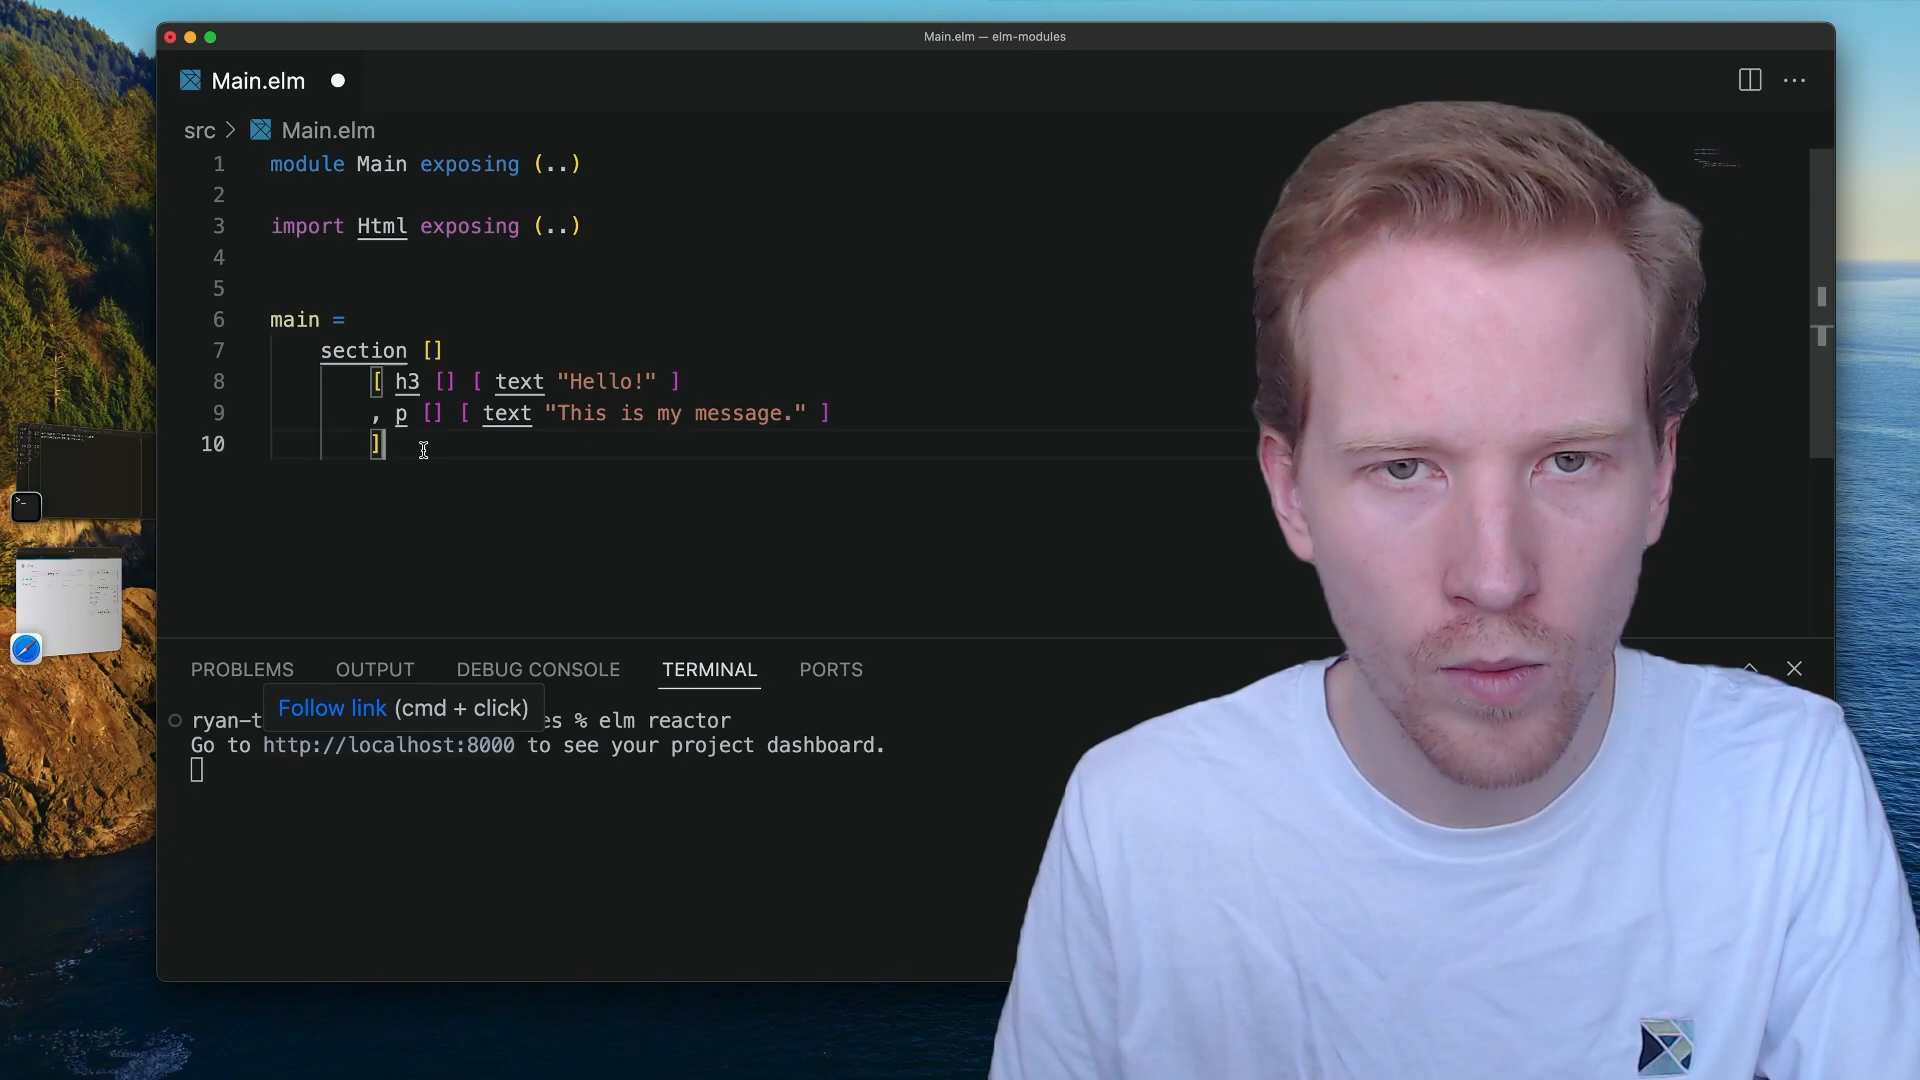 Main.elm — elm-modules
Main.elm
src > Main.elm
1 module Main exposing (..)
2
3 import Html exposing (..)
4
5
6 main =
7 section []
8 [ h3 [] [ text "Hello!" ]
9 , p [] [ text "This is my message." ]
10 ]
PROBLEMS OUTPUT DEBUG CONSOLE TERMINAL PORTS
Follow link (cmd + click)
ryan-t es % elm reactor
Go to http://localhost:8000 to see your project dashboard.